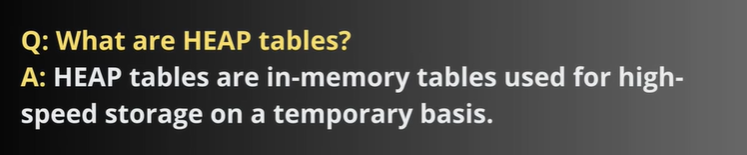 Q: What are HEAP tables?
A: HEAP tables are in-memory tables used for high-
speed storage on a temporary basis.